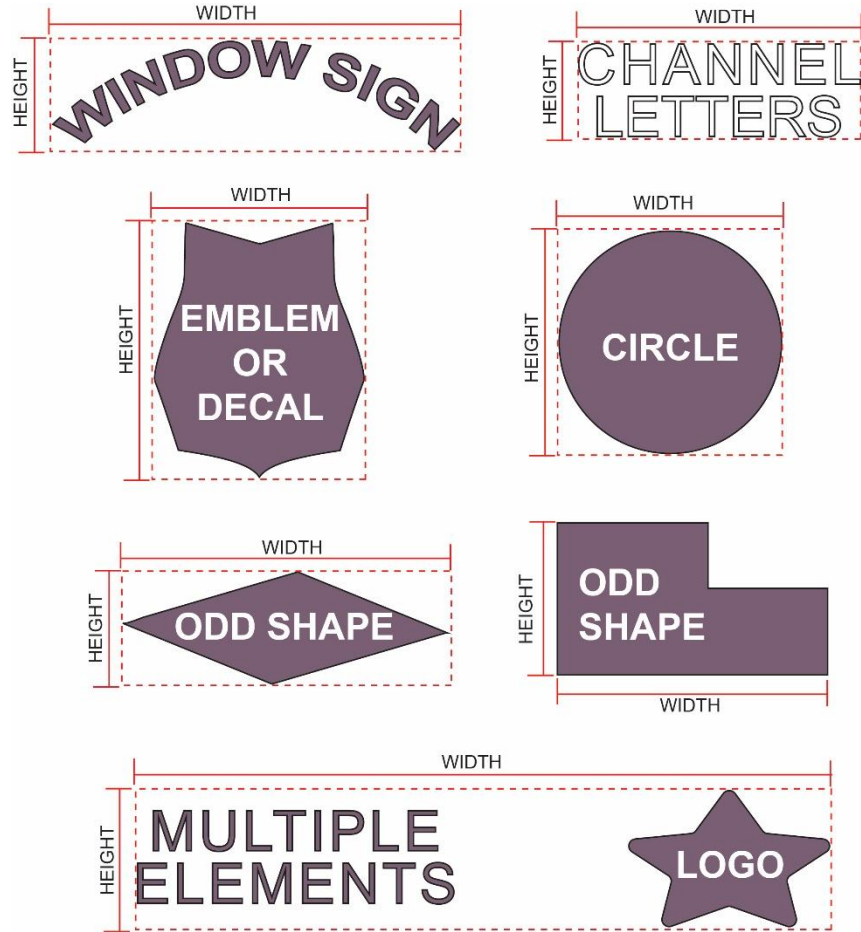 WIDTH
HEIGHT
WINDOW SIGN
WIDTH
HEIGHT
CHANNEL
LETTERS
WIDTH
HEIGHT
EMBLEM
OR
DECAL
WIDTH
HEIGHT
CIRCLE
WIDTH
HEIGHT
ODD SHAPE
HEIGHT
ODD
SHAPE
WIDTH
WIDTH
HEIGHT
MULTIPLE
ELEMENTS
LOGO